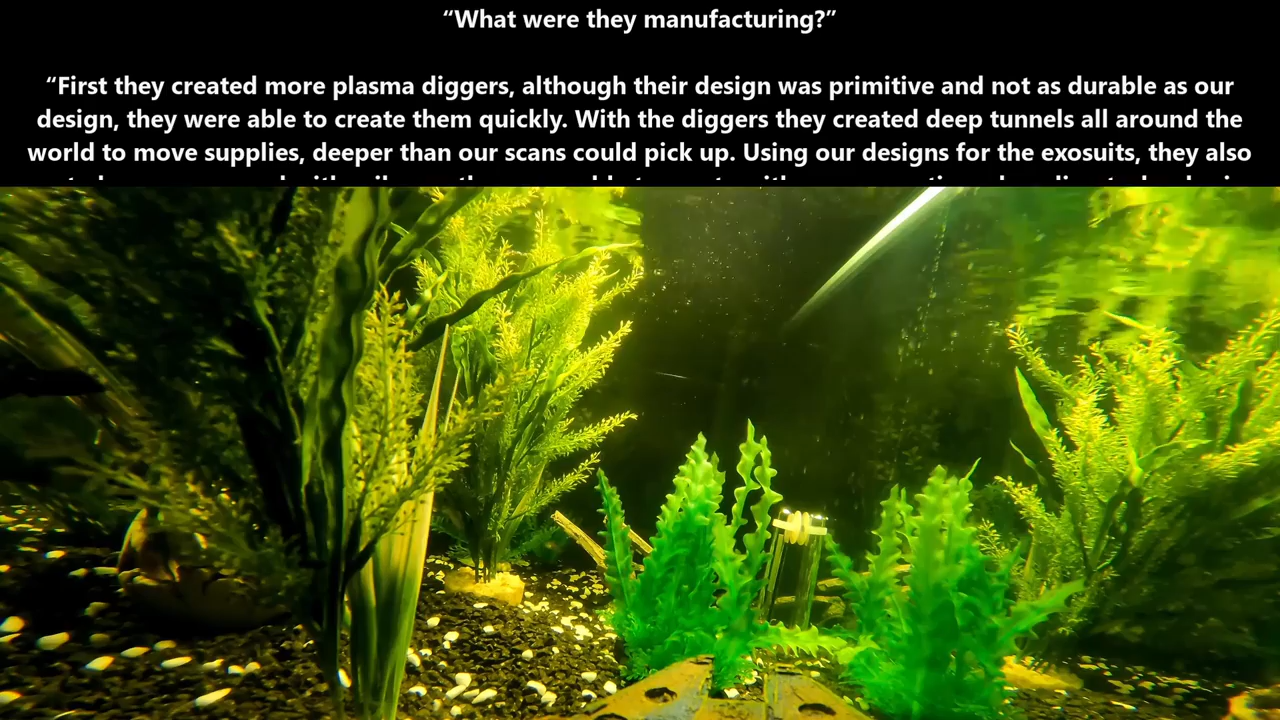 “What were they manufacturing?”
“First they created more plasma diggers, although their design was primitive and not as durable as our
design, they were able to create them quickly. With the diggers they created deep tunnels all around the
world to move supplies, deeper than our scans could pick up. Using our designs for the exosuits, they also